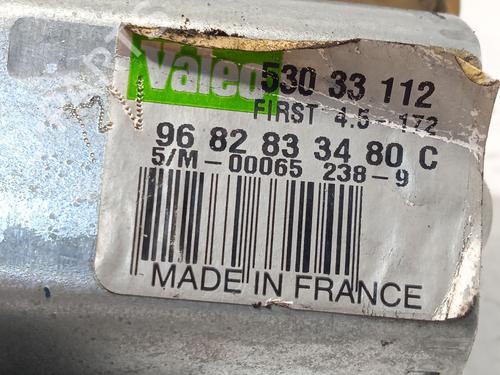 Valeo
530 33 112
FIRST 4.5-172
96 82 83 34 80 C
5/M-00065 238-9
MADE IN FRANCE